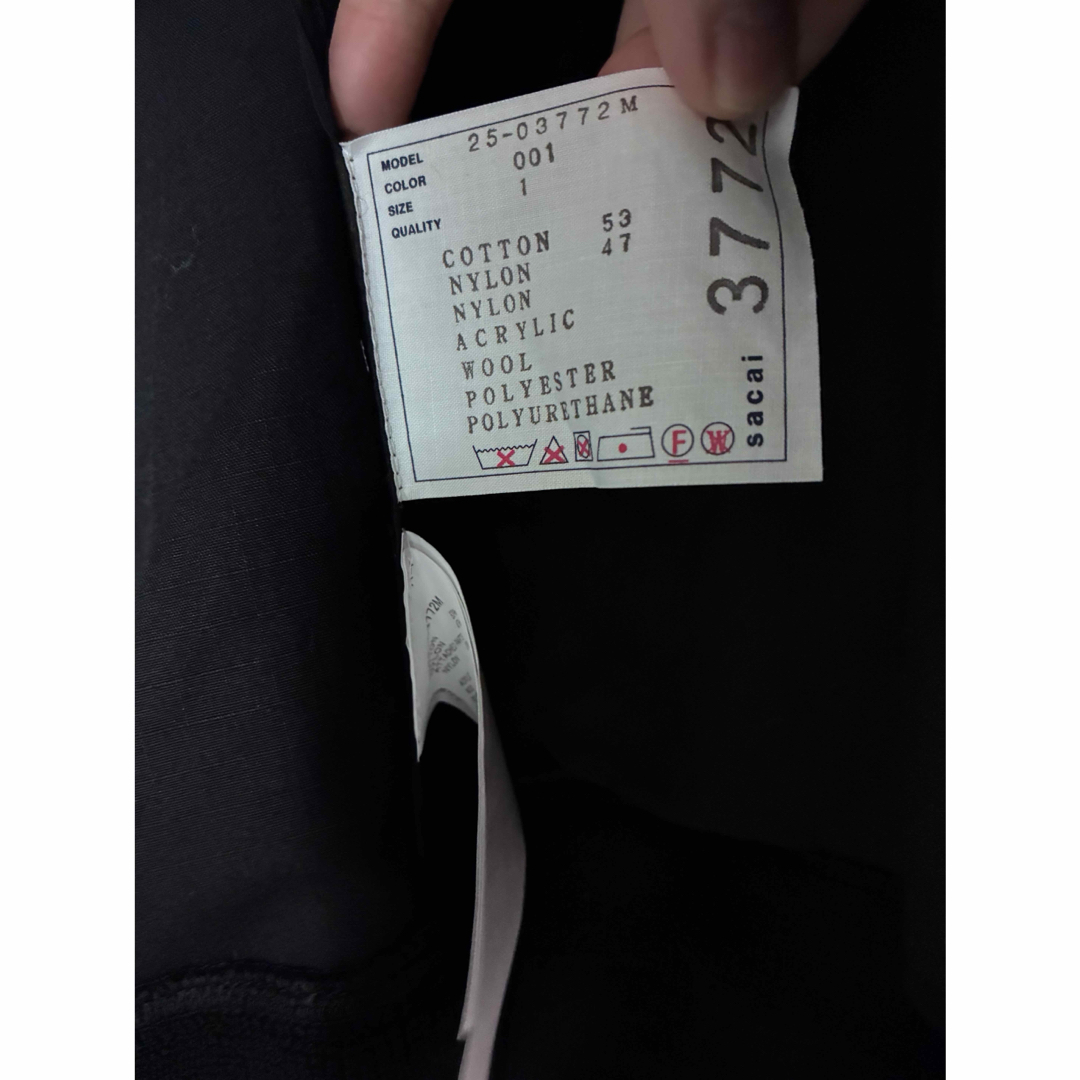 MODEL 25-03772M
COLOR 001
SIZE 1
QUALITY
COTTON 53
NYLON 47
NYLON
ACRYLIC
WOOL
POLYESTER
POLYURETHANE
F W
sacai 3772
72M